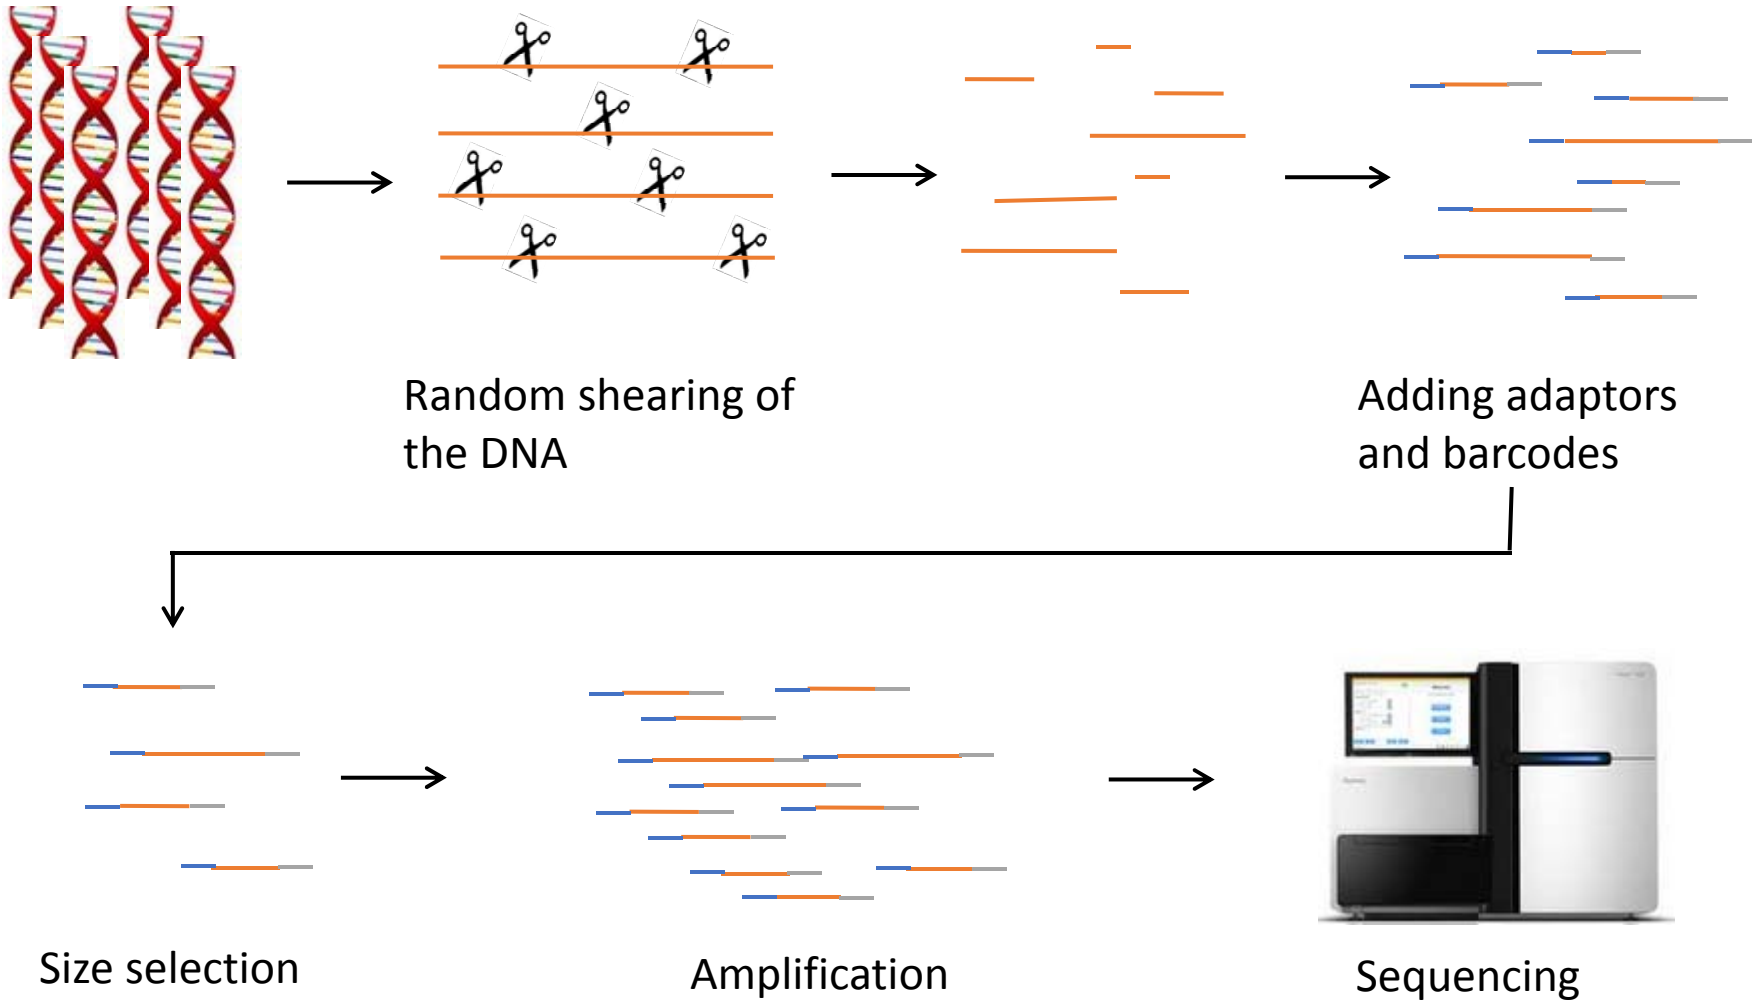 Random shearing of
the DNA
Adding adaptors
and barcodes
Size selection
Amplification
Sequencing